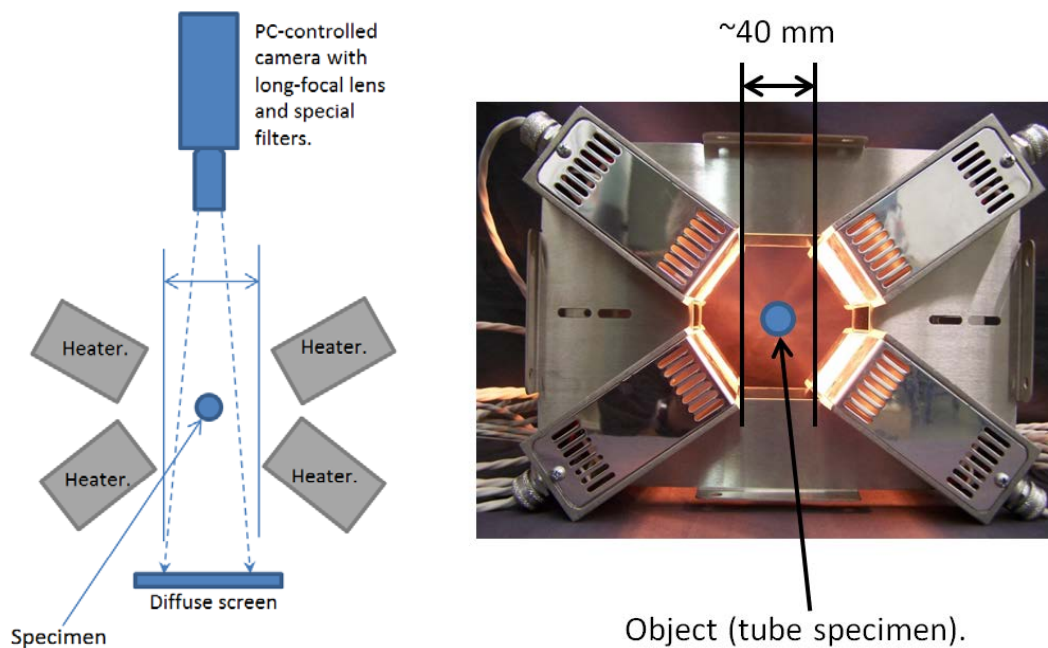 PC-controlled
camera with
long-focal lens
and special
filters.
~40 mm
Heater.
Heater.
Heater.
Heater.
Diffuse screen
Specimen
Object (tube specimen).